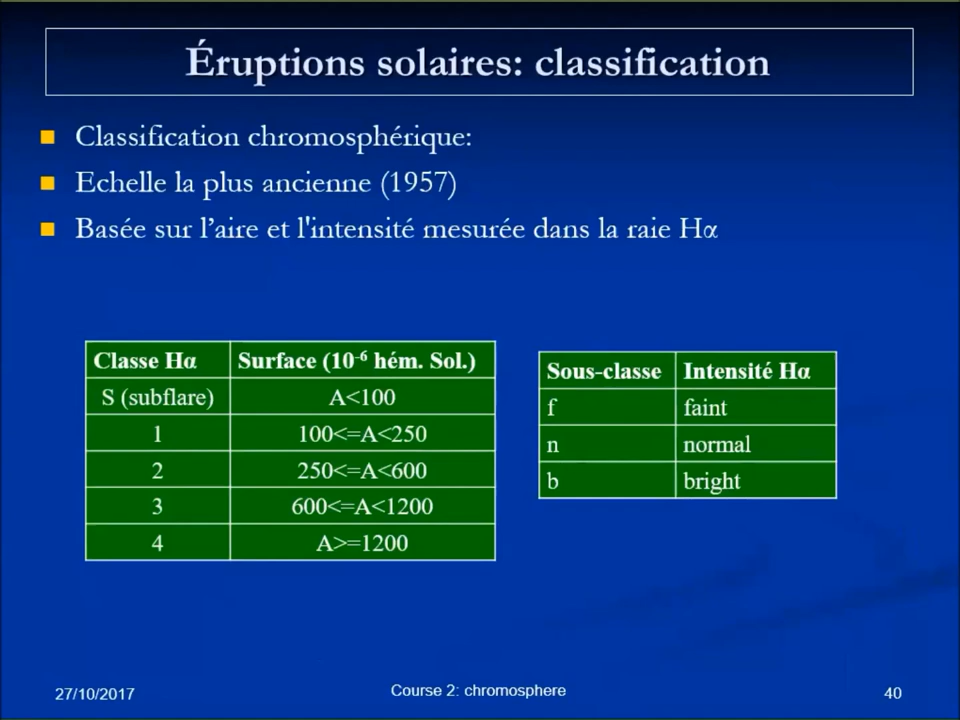 Éruptions solaires: classification
Classification chromosphérique:
Echelle la plus ancienne (1957)
Basée sur l’aire et l'intensité mesurée dans la raie Hα
Classe Hα Surface (10⁻⁶ hém. Sol.)
S (subflare) A<100
1 100<=A<250
2 250<=A<600
3 600<=A<1200
4 A>=1200
Sous-classe Intensité Hα
f faint
n normal
b bright
27/10/2017 Course 2: chromosphere 40